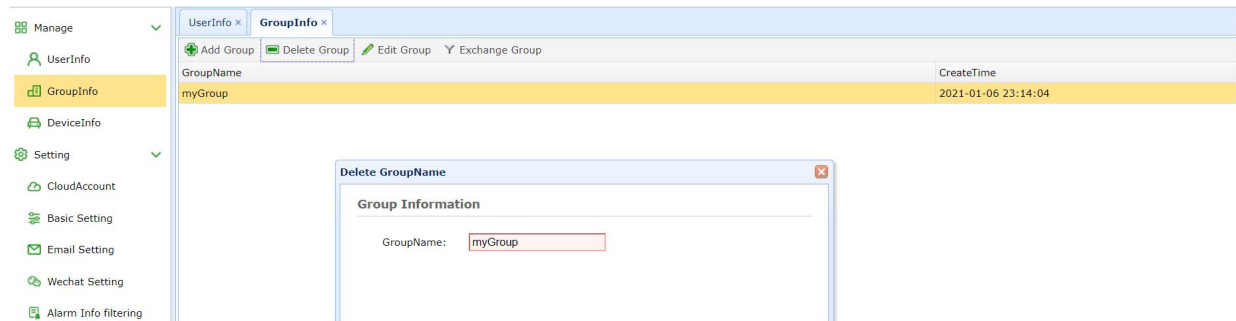 Manage
UserInfo
GroupInfo
DeviceInfo
Setting
CloudAccount
Basic Setting
Email Setting
Wechat Setting
Alarm Info filtering
UserInfo × GroupInfo ×
Add Group Delete Group Edit Group Exchange Group
GroupName CreateTime
myGroup 2021-01-06 23:14:04
Delete GroupName
Group Information
GroupName: myGroup